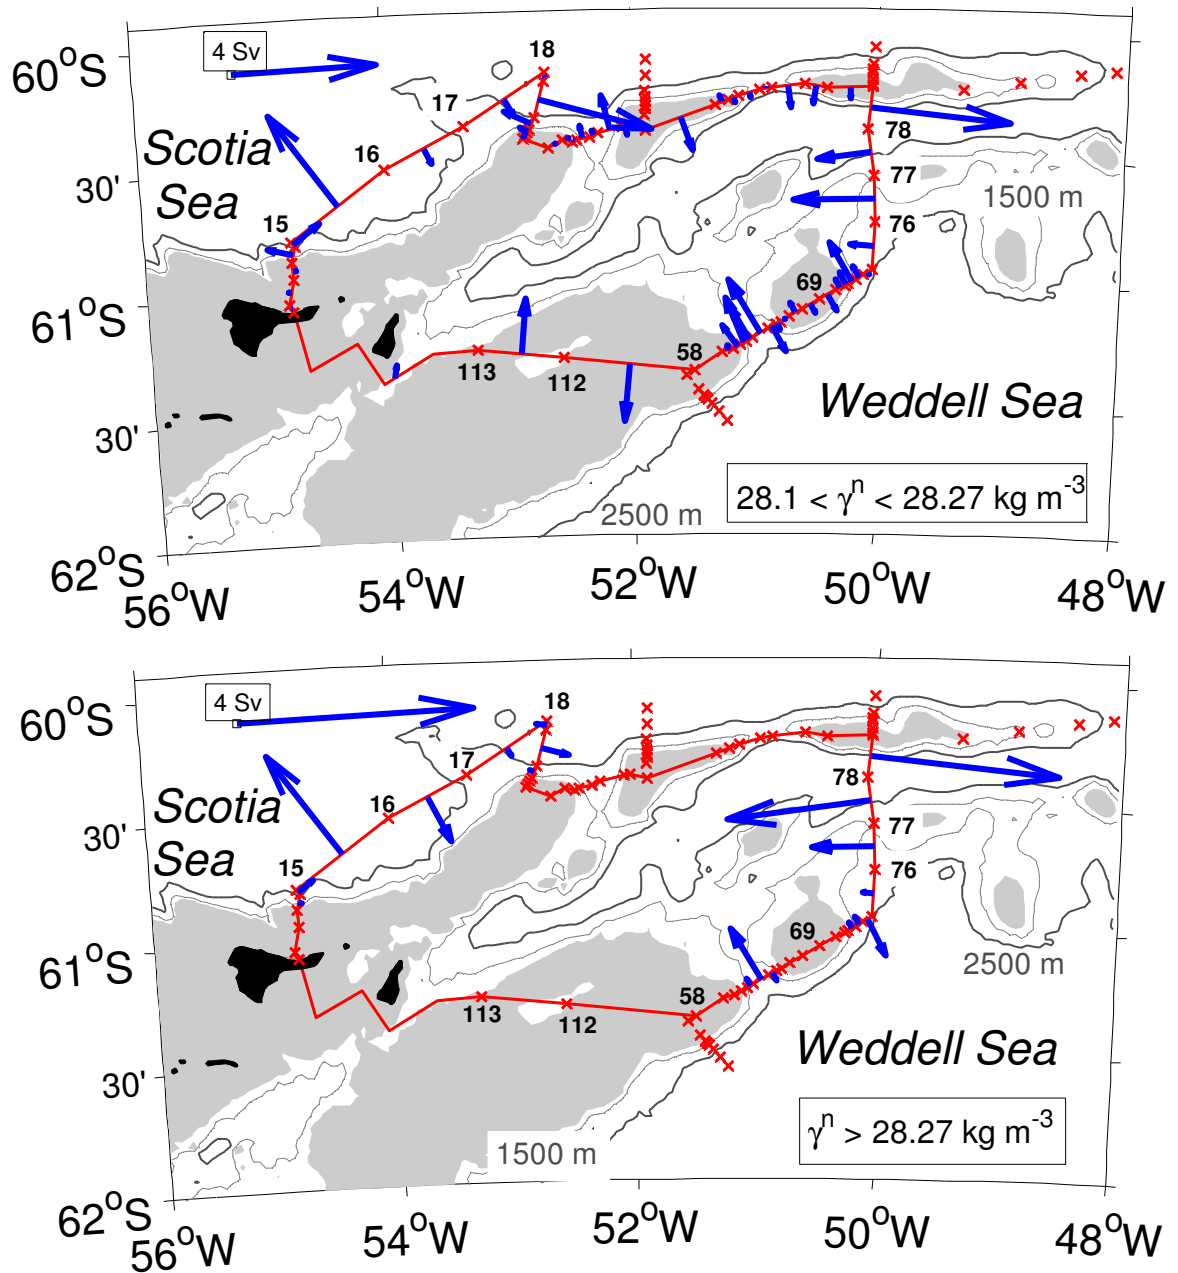 4 Sv
60°S
18
17
Scotia
Sea
16
78
77
30'
1500 m
15
76
69
61°S
58
113
112
Weddell Sea
30'
28.1 < γⁿ < 28.27 kg m⁻³
2500 m
62°S
56°W
54°W
52°W
50°W
48°W
4 Sv
60°S
18
17
78
Scotia
Sea
16
77
30'
15
76
69
61°S
2500 m
58
113
112
Weddell Sea
30'
γⁿ > 28.27 kg m⁻³
1500 m
62°S
56°W
54°W
52°W
50°W
48°W